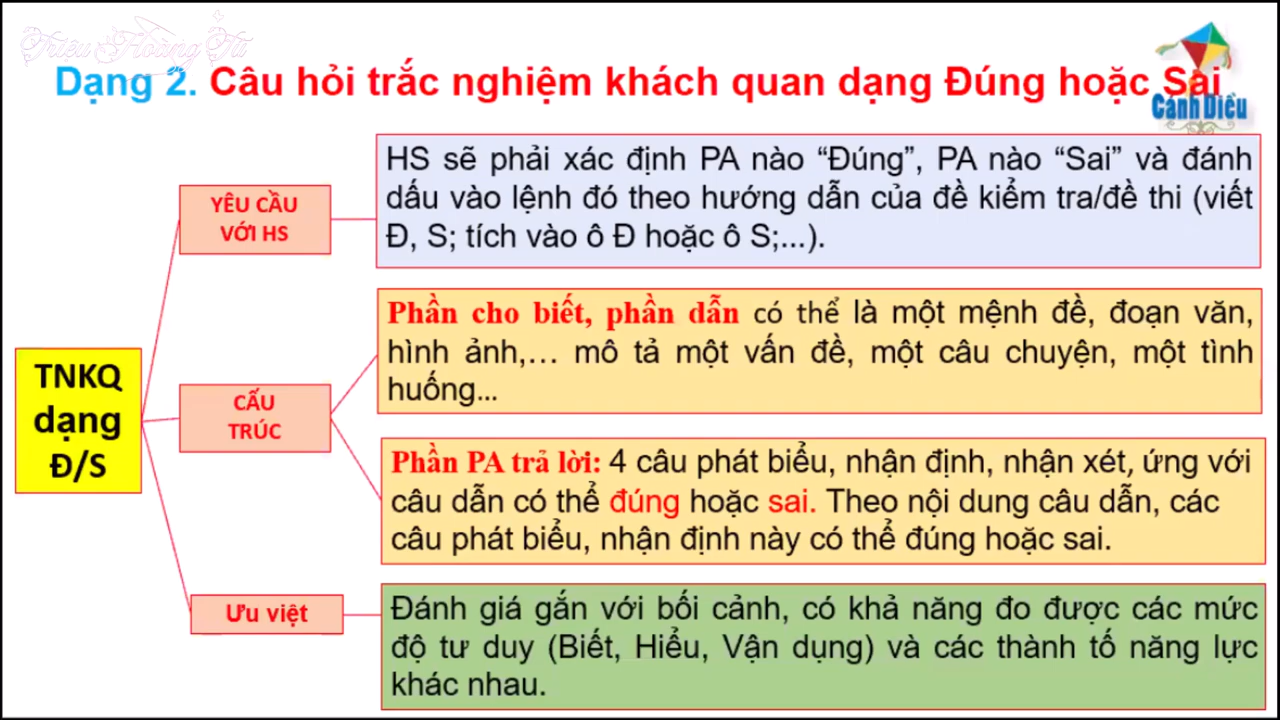 Triệu Hoàng Tú
Dạng 2. Câu hỏi trắc nghiệm khách quan dạng Đúng hoặc Sai
Cánh Diều
YÊU CẦU
VỚI HS
HS sẽ phải xác định PA nào “Đúng”, PA nào “Sai” và đánh
dấu vào lệnh đó theo hướng dẫn của đề kiểm tra/đề thi (viết
Đ, S; tích vào ô Đ hoặc ô S;...).
TNKQ
dạng
Đ/S
CẤU
TRÚC
Phần cho biết, phần dẫn có thể là một mệnh đề, đoạn văn,
hình ảnh,… mô tả một vấn đề, một câu chuyện, một tình
huống...
Phần PA trả lời: 4 câu phát biểu, nhận định, nhận xét, ứng với
câu dẫn có thể đúng hoặc sai. Theo nội dung câu dẫn, các
câu phát biểu, nhận định này có thể đúng hoặc sai.
Ưu việt
Đánh giá gắn với bối cảnh, có khả năng đo được các mức
độ tư duy (Biết, Hiểu, Vận dụng) và các thành tố năng lực
khác nhau.